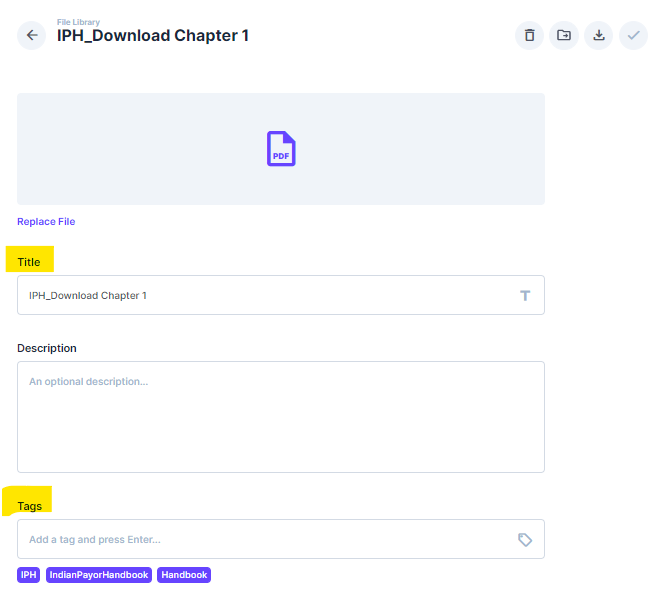 File Library
IPH_Download Chapter 1
PDF
Replace File
Title
IPH_Download Chapter 1
Description
An optional description...
Tags
Add a tag and press Enter...
IPH IndianPayorHandbook Handbook